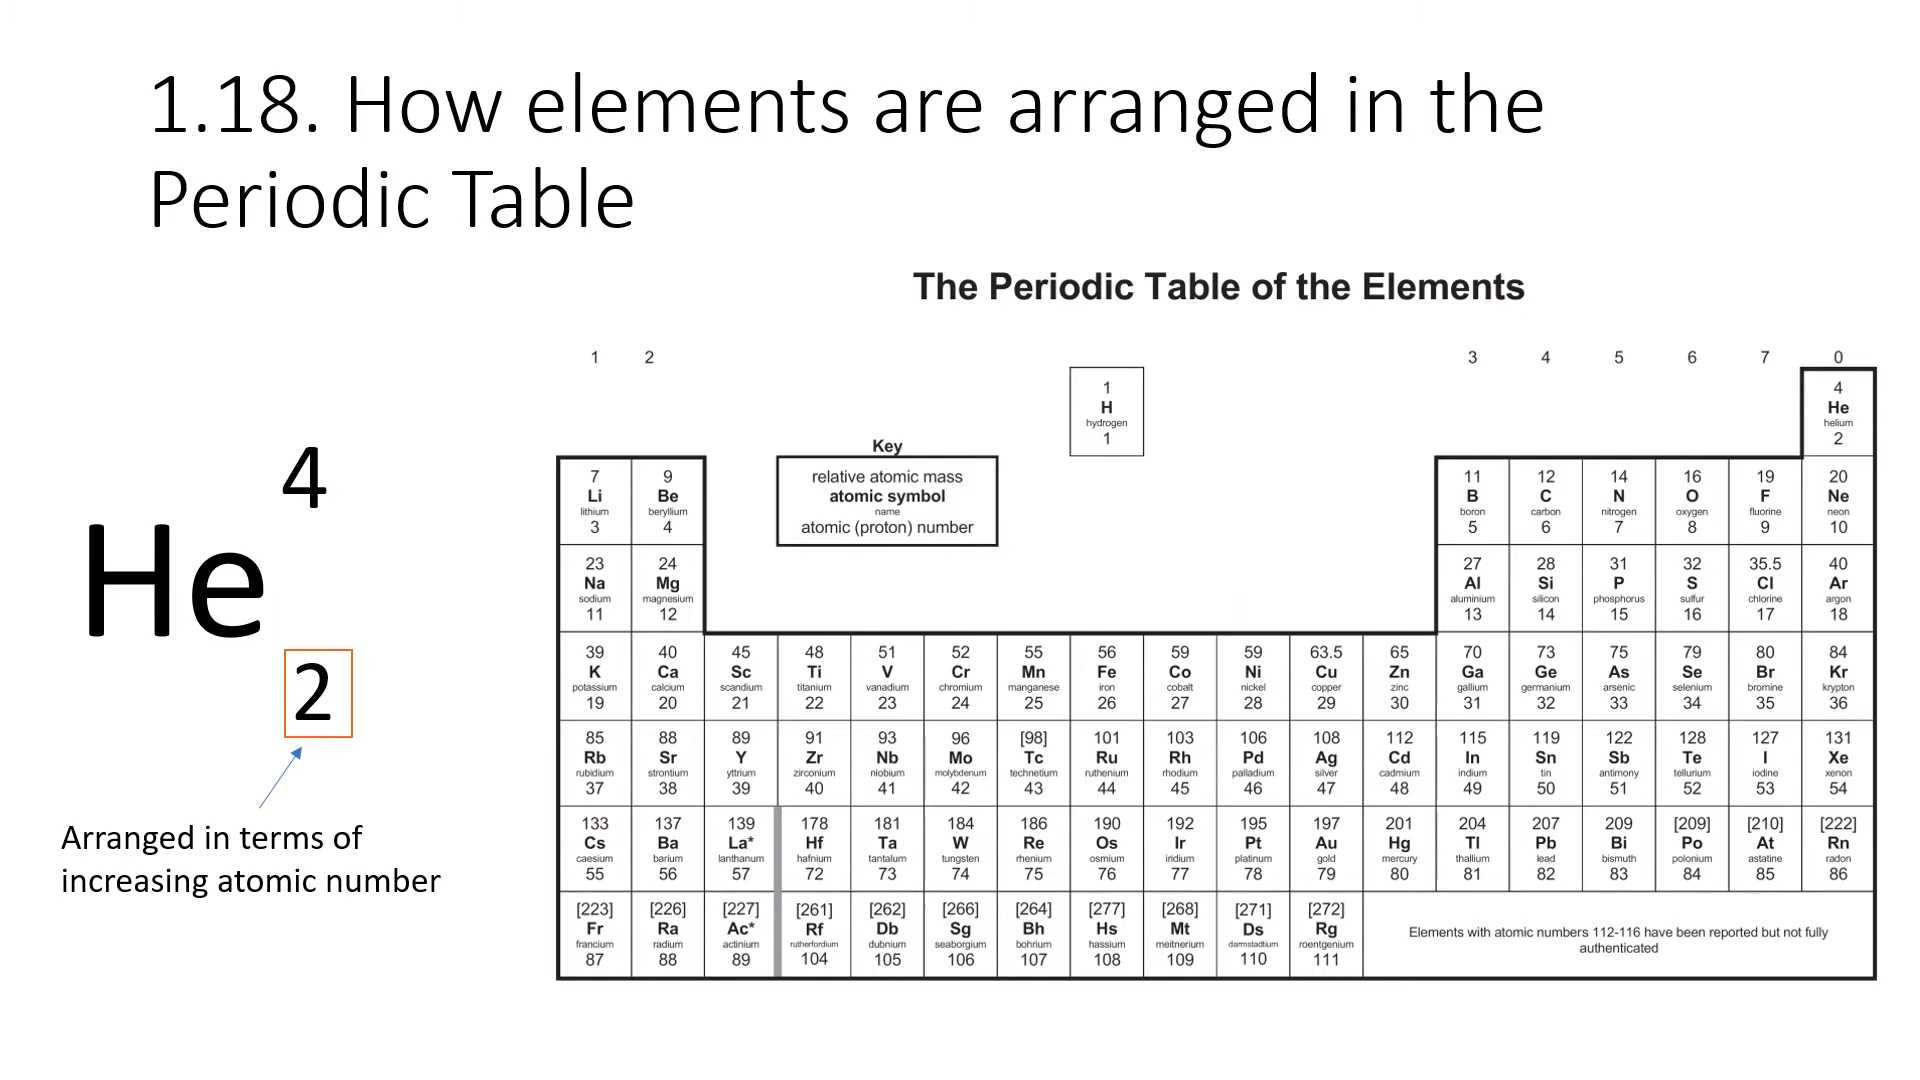 1.18. How elements are arranged in the
Periodic Table
The Periodic Table of the Elements
4
He
2
Arranged in terms of
increasing atomic number
1 2 3 4 5 6 7 0
1 4
H He
hydrogen helium
1 2
Key
relative atomic mass
atomic symbol
name
atomic (proton) number
7 9 11 12 14 16 19 20
Li Be B C N O F Ne
lithium beryllium boron carbon nitrogen oxygen fluorine neon
3 4 5 6 7 8 9 10
23 24 27 28 31 32 35.5 40
Na Mg Al Si P S Cl Ar
sodium magnesium aluminium silicon phosphorus sulfur chlorine argon
11 12 13 14 15 16 17 18
39 40 45 48 51 52 55 56 59 59 63.5 65 70 73 75 79 80 84
K Ca Sc Ti V Cr Mn Fe Co Ni Cu Zn Ga Ge As Se Br Kr
potassium calcium scandium titanium vanadium chromium manganese iron cobalt nickel copper zinc gallium germanium arsenic selenium bromine krypton
19 20 21 22 23 24 25 26 27 28 29 30 31 32 33 34 35 36
85 88 89 91 93 96 [98] 101 103 106 108 112 115 119 122 128 127 131
Rb Sr Y Zr Nb Mo Tc Ru Rh Pd Ag Cd In Sn Sb Te I Xe
rubidium strontium yttrium zirconium niobium molybdenum technetium ruthenium rhodium palladium silver cadmium indium tin antimony tellurium iodine xenon
37 38 39 40 41 42 43 44 45 46 47 48 49 50 51 52 53 54
133 137 139 178 181 184 186 190 192 195 197 201 204 207 209 [209] [210] [222]
Cs Ba La* Hf Ta W Re Os Ir Pt Au Hg Tl Pb Bi Po At Rn
caesium barium lanthanum hafnium tantalum tungsten rhenium osmium iridium platinum gold mercury thallium lead bismuth polonium astatine radon
55 56 57 72 73 74 75 76 77 78 79 80 81 82 83 84 85 86
[223] [226] [227] [261] [262] [266] [264] [277] [268] [271] [272]
Fr Ra Ac* Rf Db Sg Bh Hs Mt Ds Rg
francium radium actinium rutherfordium dubnium seaborgium bohrium hassium meitnerium darmstadtium roentgenium
87 88 89 104 105 106 107 108 109 110 111
Elements with atomic numbers 112-116 have been reported but not fully
authenticated